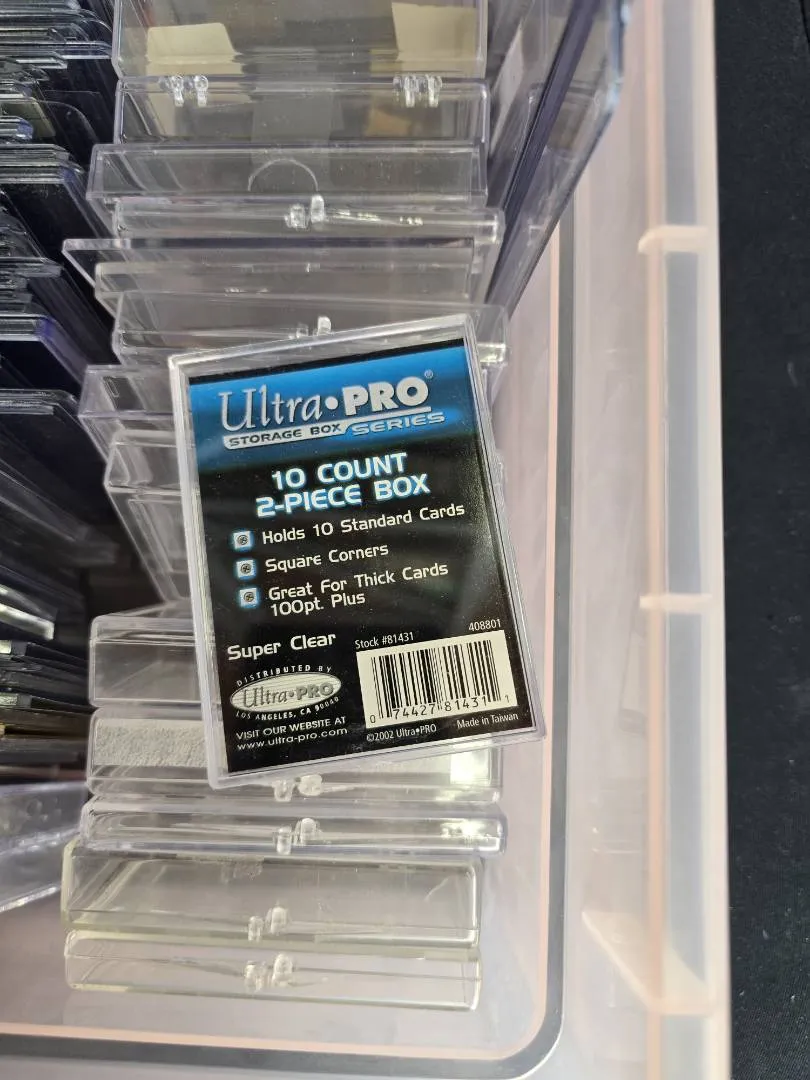 Ultra•PRO®
STORAGE BOX SERIES
10 COUNT
2-PIECE BOX
Holds 10 Standard Cards
Square Corners
Great For Thick Cards
100pt. Plus
Super Clear
Stock #81431
408801
DISTRIBUTED BY
Ultra•PRO
LOS ANGELES, CA 90040
VISIT OUR WEBSITE AT
www.ultra-pro.com
0 74427 81431 1
©2002 Ultra•PRO
Made in Taiwan